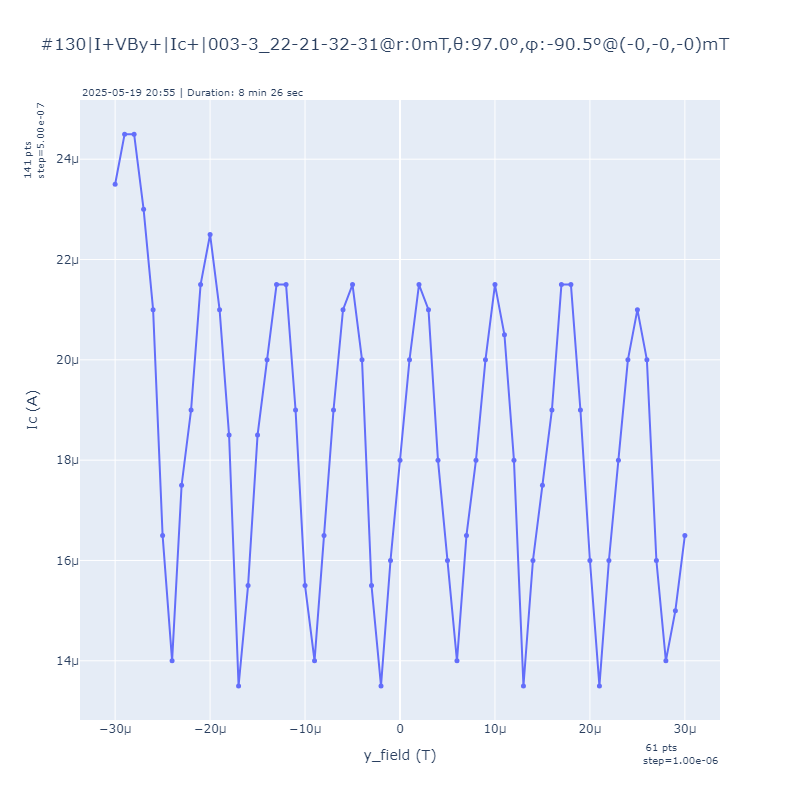 #130|I+VBy+|Ic+|003-3_22-21-32-31@r:0mT,θ:97.0°,φ:-90.5°@(-0,-0,-0)mT
2025-05-19 20:55 | Duration: 8 min 26 sec
141 pts
step=5.00e-07
24μ
22μ
20μ
18μ
16μ
14μ
Ic (A)
−30μ
−20μ
−10μ
0
10μ
20μ
30μ
y_field (T)
61 pts
step=1.00e-06